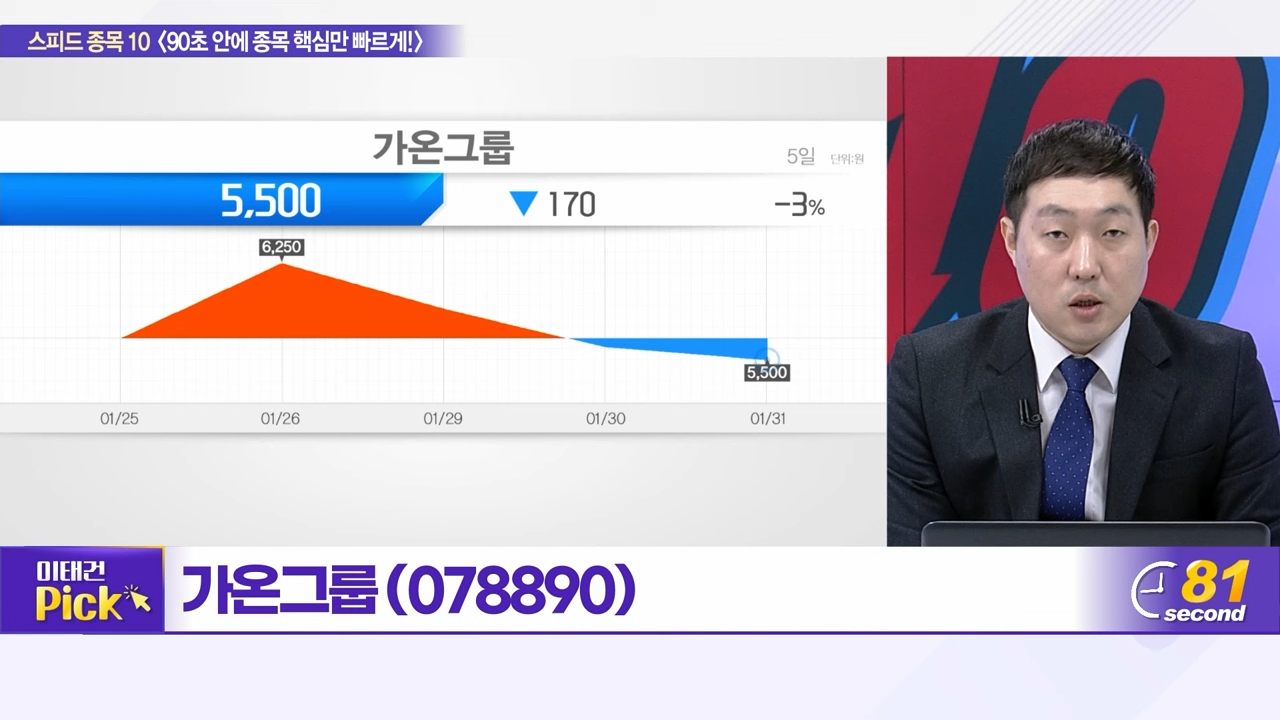 스피드 종목 10 〈90초 안에 종목 핵심만 빠르게!〉
가온그룹
5일 단위:원
5,500 ▼ 170 -3%
6,250
5,500
01/25 01/26 01/29 01/30 01/31
이태건
Pick
가온그룹 (078890)
81
second